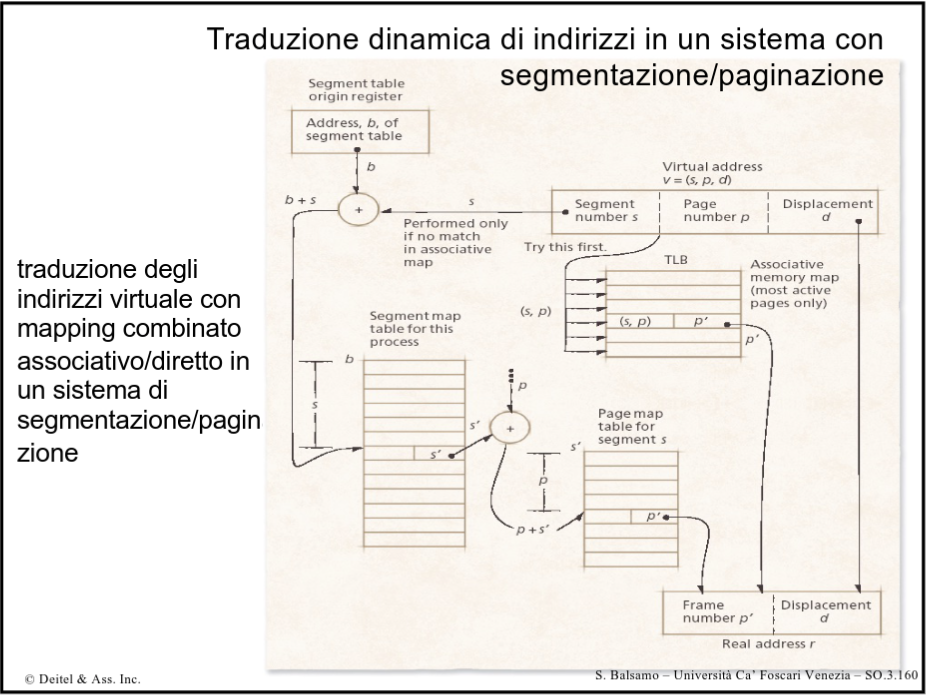 Traduzione dinamica di indirizzi in un sistema con
segmentazione/paginazione
traduzione degli
indirizzi virtuale con
mapping combinato
associativo/diretto in
un sistema di
segmentazione/pagin
zione
Segment table
origin register
Address, b, of
segment table
b
Virtual address
v = (s, p, d)
b + s
+
s
Segment
number s
Page
number p
Displacement
d
Performed only
if no match
in associative
map
Try this first.
TLB
Associative
memory map
(most active
pages only)
(s, p)
(s, p)
p'
p'
Segment map
table for this
process
b
s
s'
s'
p
+
Page map
table for
segment s
s'
p
p + s'
p'
Frame
number p'
Displacement
d
Real address r
© Deitel & Ass. Inc.
S. Balsamo – Università Ca' Foscari Venezia – SO.3.160